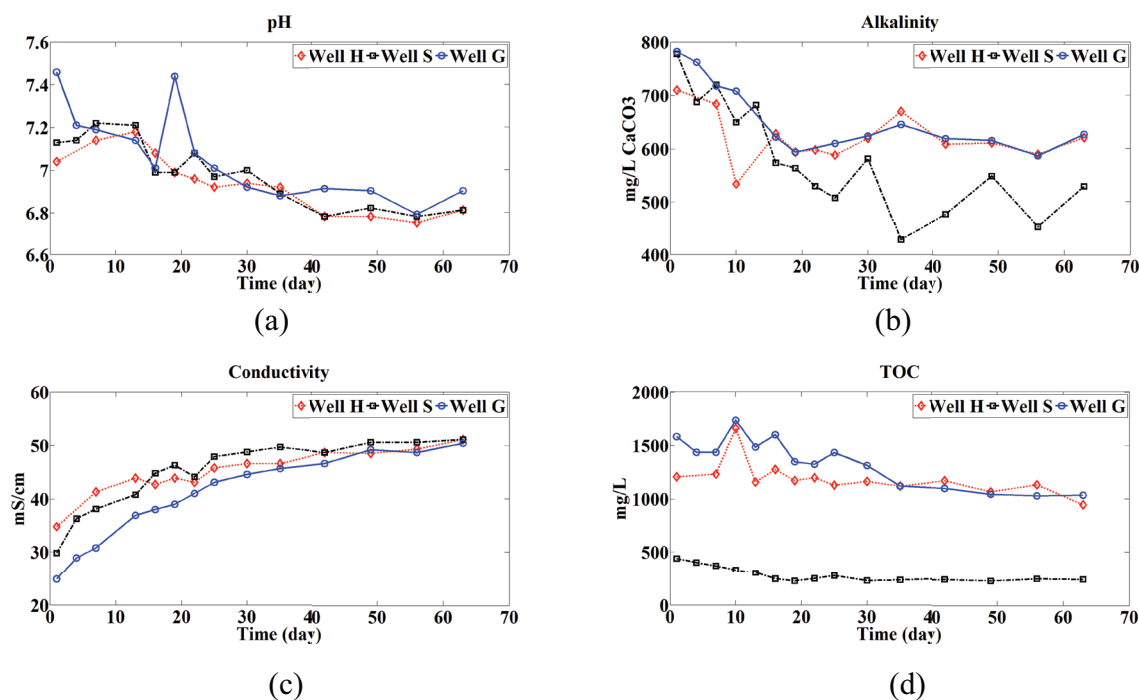 pH
7.6
7.4
7.2
7
6.8
6.6
0 10 20 30 40 50 60 70
Time (day)
Well H Well S Well G
(a)
Alkalinity
mg/L CaCO3
800
700
600
500
400
0 10 20 30 40 50 60 70
Time (day)
Well H Well S Well G
(b)
Conductivity
mS/cm
60
50
40
30
20
0 10 20 30 40 50 60 70
Time (day)
Well H Well S Well G
(c)
TOC
mg/L
2000
1500
1000
500
0
0 10 20 30 40 50 60 70
Time (day)
Well H Well S Well G
(d)